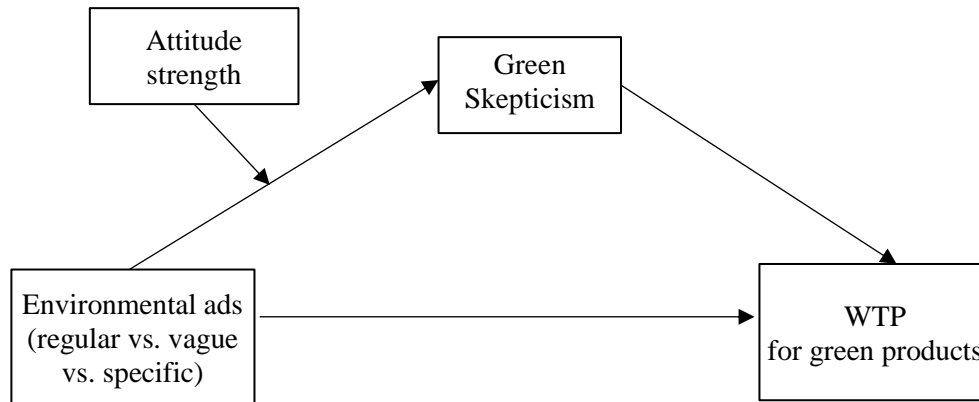 Attitude
strength
Green
Skepticism
Environmental ads
(regular vs. vague
vs. specific)
WTP
for green products